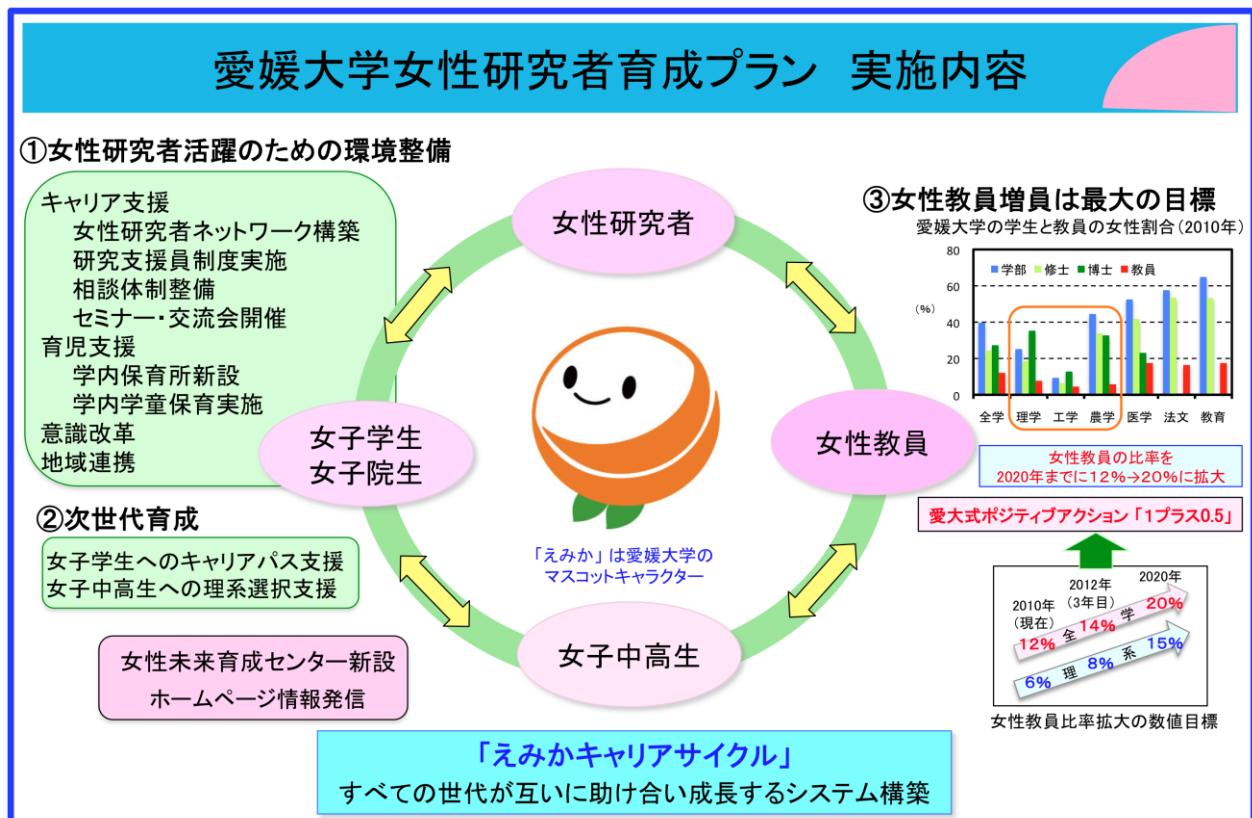 愛媛大学女性研究者育成プラン　実施内容
①女性研究者活躍のための環境整備
キャリア支援
女性研究者ネットワーク構築
研究支援員制度実施
相談体制整備
セミナー・交流会開催
育児支援
学内保育所新設
学内学童保育実施
意識改革
地域連携
②次世代育成
女子学生へのキャリアパス支援
女子中高生への理系選択支援
女性未来育成センター新設
ホームページ情報発信
女性研究者
女子学生
女子院生
女性教員
女子中高生
「えみか」は愛媛大学の
マスコットキャラクター
「えみかキャリアサイクル」
すべての世代が互いに助け合い成長するシステム構築
③女性教員増員は最大の目標
愛媛大学の学生と教員の女性割合(2010年)
学部 修士 博士 教員
(%)
80
60
40
20
0
全学 理学 工学 農学 医学 法文 教育
女性教員の比率を
2020年までに12%→20%に拡大
愛大式ポジティブアクション「1プラス0.5」
2010年
(現在)
2012年
(3年目)
2020年
12% 全 14% 学 20%
6% 理 8% 系 15%
女性教員比率拡大の数値目標